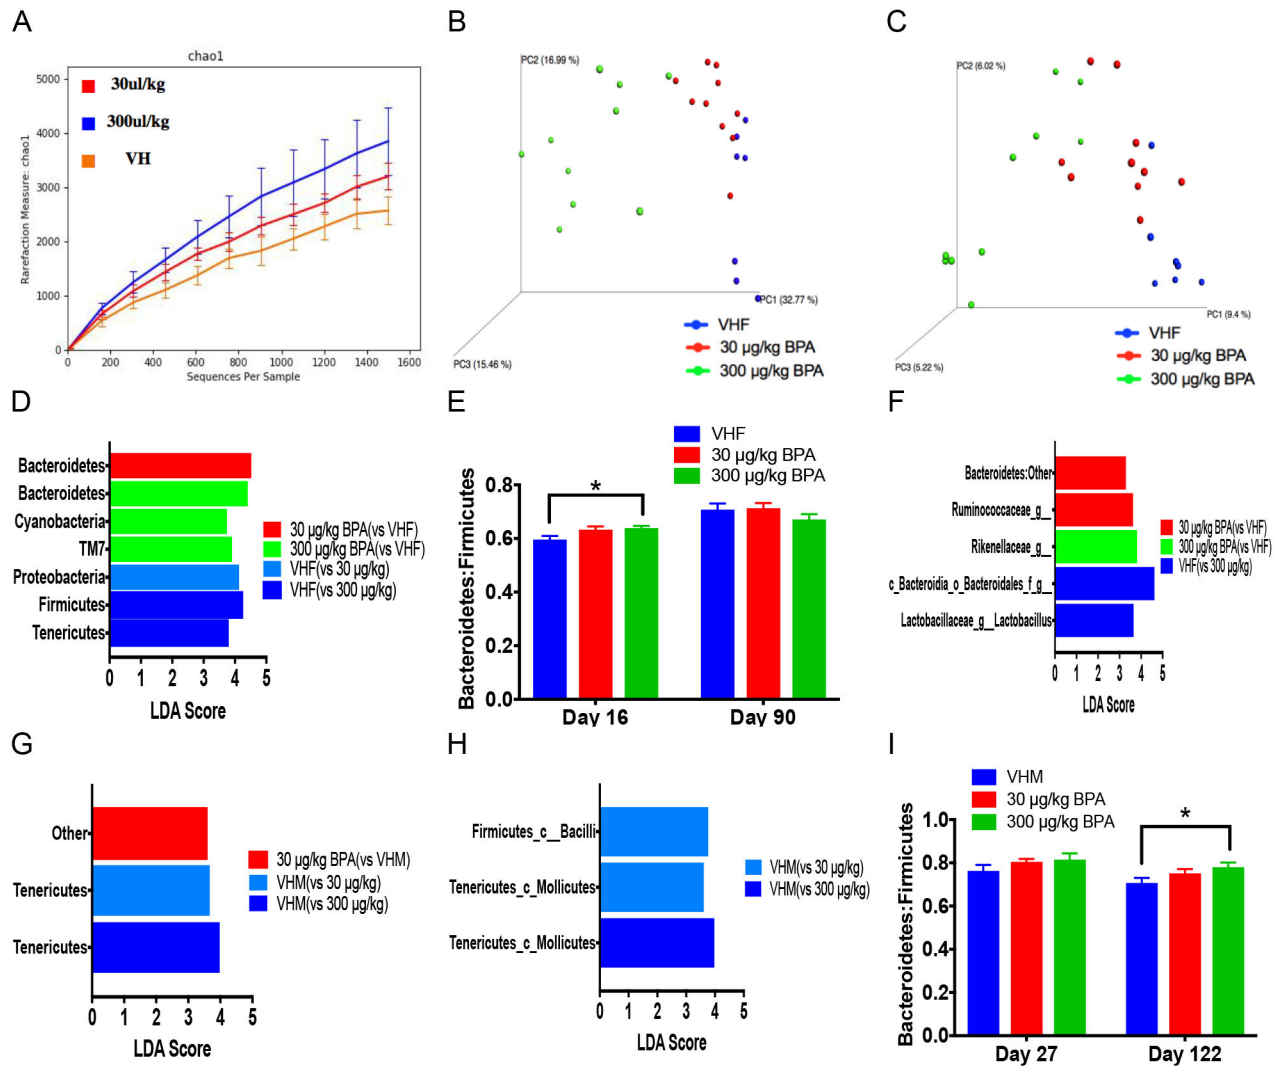 A
chao1
5000
4000
3000
2000
1000
0
Rarefaction Measure: chao1
30ul/kg
300ul/kg
VH
0 200 400 600 800 1000 1200 1400 1600
Sequences Per Sample
B
PC2 (16.99 %)
PC1 (32.77 %)
PC3 (15.46 %)
VHF
30 µg/kg BPA
300 µg/kg BPA
C
PC2 (6.02 %)
PC1 (9.4 %)
PC3 (5.22 %)
VHF
30 µg/kg BPA
300 µg/kg BPA
D
Bacteroidetes
Bacteroidetes
Cyanobacteria
TM7
Proteobacteria
Firmicutes
Tenericutes
0 1 2 3 4 5
LDA Score
30 µg/kg BPA(vs VHF)
300 µg/kg BPA(vs VHF)
VHF(vs 30 µg/kg)
VHF(vs 300 µg/kg)
E
VHF
30 µg/kg BPA
300 µg/kg BPA
Bacteroidetes:Firmicutes
0.8
0.6
0.4
0.2
0.0
*
Day 16 Day 90
F
Bacteroidetes:Other
Ruminococcaceae_g__
Rikenellaceae_g__
c_Bacteroidia_o_Bacteroidales_f_g__
Lactobacillaceae_g__Lactobacillus
0 1 2 3 4 5
LDA Score
30 µg/kg BPA(vs VHF)
300 µg/kg BPA(vs VHF)
VHF(vs 300 µg/kg)
G
Other
Tenericutes
Tenericutes
0 1 2 3 4 5
LDA Score
30 µg/kg BPA(vs VHM)
VHM(vs 30 µg/kg)
VHM(vs 300 µg/kg)
H
Firmicutes_c__Bacilli
Tenericutes_c_Mollicutes
Tenericutes_c_Mollicutes
0 1 2 3 4 5
LDA Score
VHM(vs 30 µg/kg)
VHM(vs 300 µg/kg)
I
VHM
30 µg/kg BPA
300 µg/kg BPA
Bacteroidetes:Firmicutes
1.0
0.8
0.6
0.4
0.2
0.0
*
Day 27 Day 122